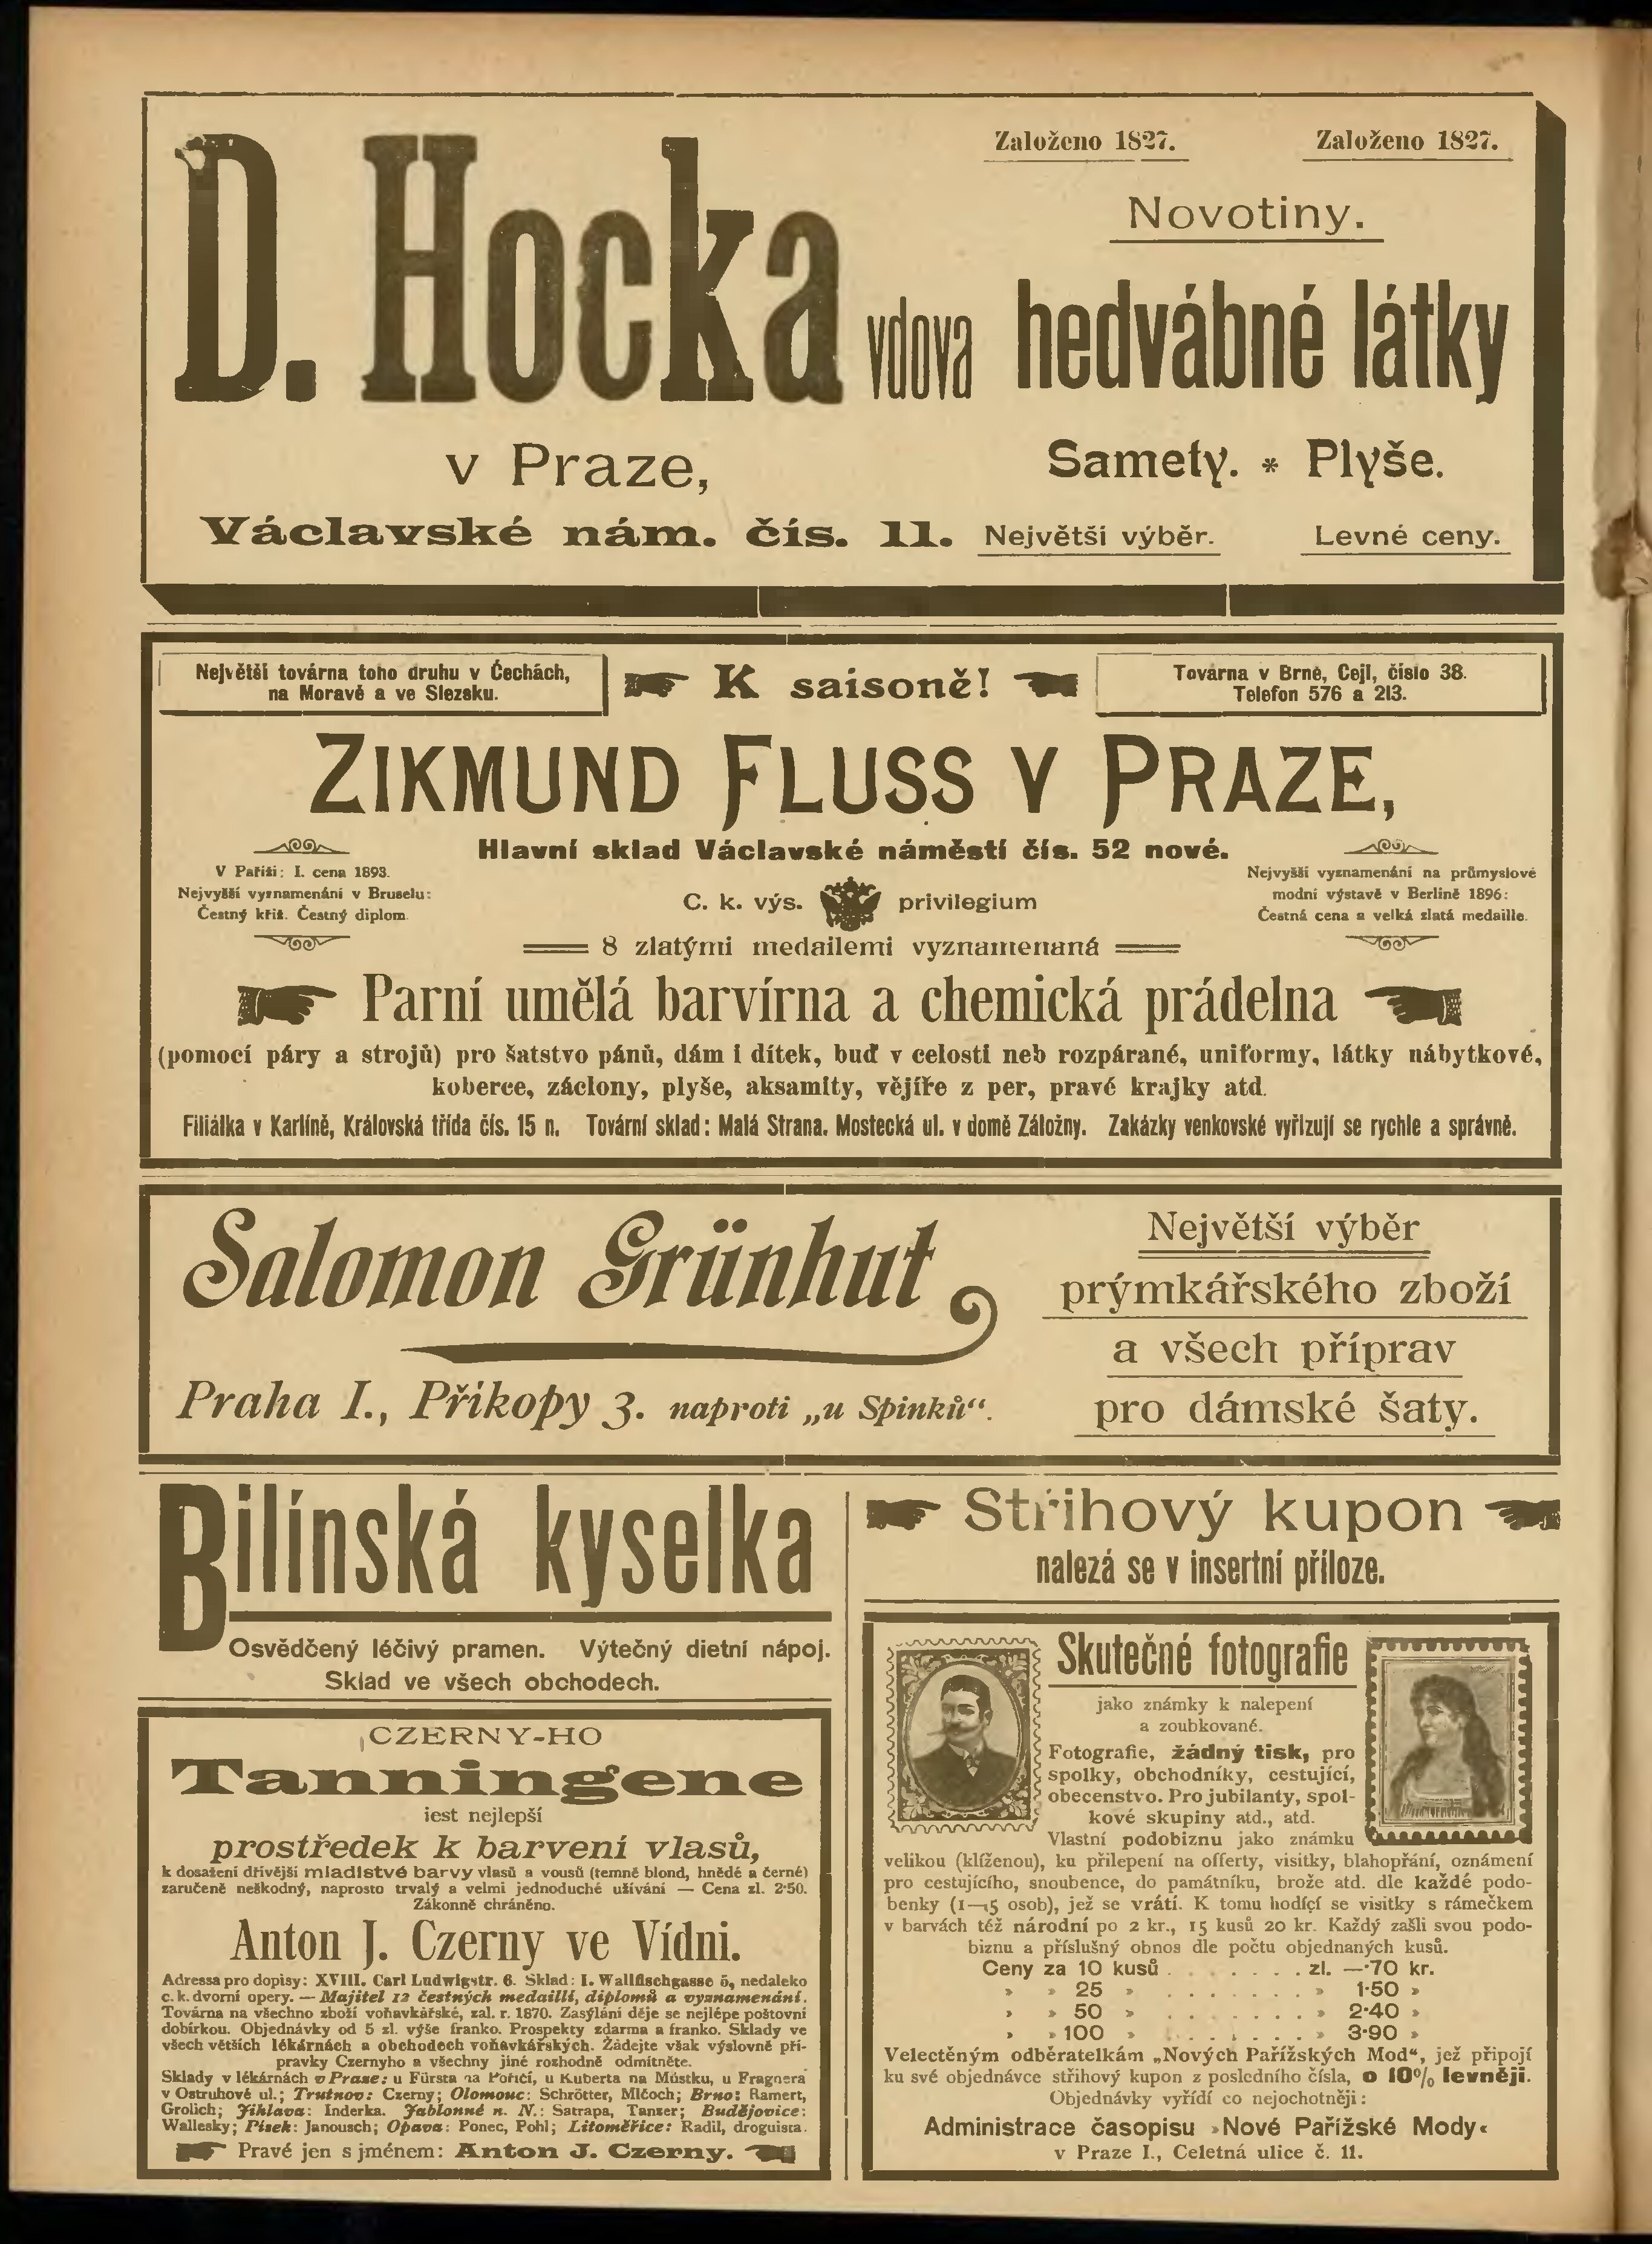 Založeno 1827. Založeno 1827.
D. Hocka vdova
v Praze,
Václavské nám. čís. 11.
Novotiny.
hedvábné látky
Samety. * Plyše.
Největší výběr. Levné ceny.
Největší továrna toho druhu v Čechách,
na Moravě a ve Slezsku.
K saisoně!
Továrna v Brně, Cejl, číslo 38.
Telefon 576 a 213.
ZIKMUND FLUSS V PRAZE,
Hlavní sklad Václavské náměstí čís. 52 nové.
V Paříži: I. cena 1893.
Nejvyšší vyznamenání v Bruselu:
Čestný kříž. Čestný diplom.
C. k. výs. privilegium
Nejvyšší vyznamenání na průmyslové
modní výstavě v Berlíně 1896:
Čestná cena a velká zlatá medaille.
8 zlatými medailemi vyznamenaná
Parní umělá barvírna a chemická prádelna
(pomocí páry a strojů) pro šatstvo pánů, dám i dítek, buď v celosti neb rozpárané, uniformy, látky nábytkové,
koberce, záclony, plyše, aksamity, vějíře z per, pravé krajky atd.
Filiálka v Karlíně, Královská třída čís. 15 n. Tovární sklad: Malá Strana. Mostecká ul. v domě Záložny. Zakázky venkovské vyřizují se rychle a správně.
Salomon Grünhut,
Praha I., Příkopy 3. naproti „u Spinků“.
Největší výběr
prýmkářského zboží
a všech příprav
pro dámské šaty.
Bilínská kyselka
Osvědčený léčivý pramen. Výtečný dietní nápoj.
Sklad ve všech obchodech.
CZERNY-HO
Tanningene
jest nejlepší
prostředek k barvení vlasů,
k dosažení dřívější mladistvé barvy vlasů a vousů (temně blond, hnědé a černé)
zaručeně neškodný, naprosto trvalý a velmi jednoduché užívání — Cena zl. 2·50.
Zákonně chráněno.
Anton J. Czerny ve Vídni.
Adressa pro dopisy: XVIII. Carl Ludwigstr. 6. Sklad: I. Wallfischgasse 5, nedaleko
c. k. dvorní opery. — Majitel 12 čestných medaillí, diplomů a vyznamenání.
Továrna na všechno zboží voňavkářské, zal. r. 1870. Zasýlání děje se nejlépe poštovní
dobírkou. Objednávky od 5 zl. výše franko. Prospekty zdarma a franko. Sklady ve
všech větších lékárnách a obchodech voňavkářských. Žádejte však výslovně pří-
pravky Czernyho a všechny jiné rozhodně odmítněte.
Sklady v lékárnách v Praze: u Fürsta na Poříčí, u Kuberta na Můstku, u Fragnera
v Ostruhové ul.; Trutnov: Czerny; Olomouc: Schrötter, Mlčoch; Brno: Ramert,
Grolich; Jihlava: Inderka. Jablonné n. N.: Satrapa, Tanzer; Budějovice:
Wallesky; Písek: Janousch; Opava: Ponec, Pohl; Litoměřice: Radil, droguista.
Pravé jen s jménem: Anton J. Czerny.
Střihový kupon
nalezá se v insertní příloze.
Skutečné fotografie
jako známky k nalepení
a zoubkované.
Fotografie, žádný tisk, pro
spolky, obchodníky, cestující,
obecenstvo. Pro jubilanty, spol-
kové skupiny atd., atd.
Vlastní podobiznu jako známku
velikou (klíženou), ku přilepení na offerty, visitky, blahopřání, oznámení
pro cestujícího, snoubence, do památníku, brože atd. dle každé podo-
benky (1—15 osob), jež se vrátí. K tomu hodící se visitky s rámečkem
v barvách též národní po 2 kr., 15 kusů 20 kr. Každý zašli svou podo-
biznu a příslušný obnos dle počtu objednaných kusů.
Ceny za 10 kusů . . . . . . . zl. —·70 kr.
» » 25 » . . . . . . . » 1·50 »
» » 50 » . . . . . . . » 2·40 »
» » 100 » . . . . . . . » 3·90 »
Velectěným odběratelkám „Nových Pařížských Mod“, jež připojí
ku své objednávce střihový kupon z posledního čísla, o 10% levněji.
Objednávky vyřídí co nejochotněji:
Administrace časopisu »Nové Pařížské Mody«
v Praze I., Celetná ulice č. 11.